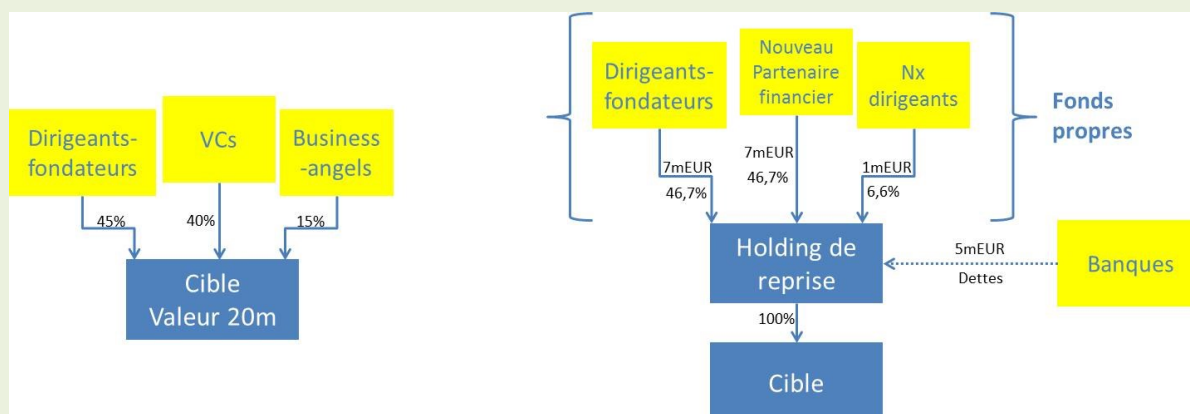 Dirigeants-
fondateurs
VCs
Business
-angels
45%
40%
15%
Cible
Valeur 20m
Dirigeants-
fondateurs
Nouveau
Partenaire
financier
Nx
dirigeants
Fonds
propres
7mEUR
46,7%
7mEUR
46,7%
1mEUR
6,6%
Holding de
reprise
5mEUR
Dettes
Banques
100%
Cible